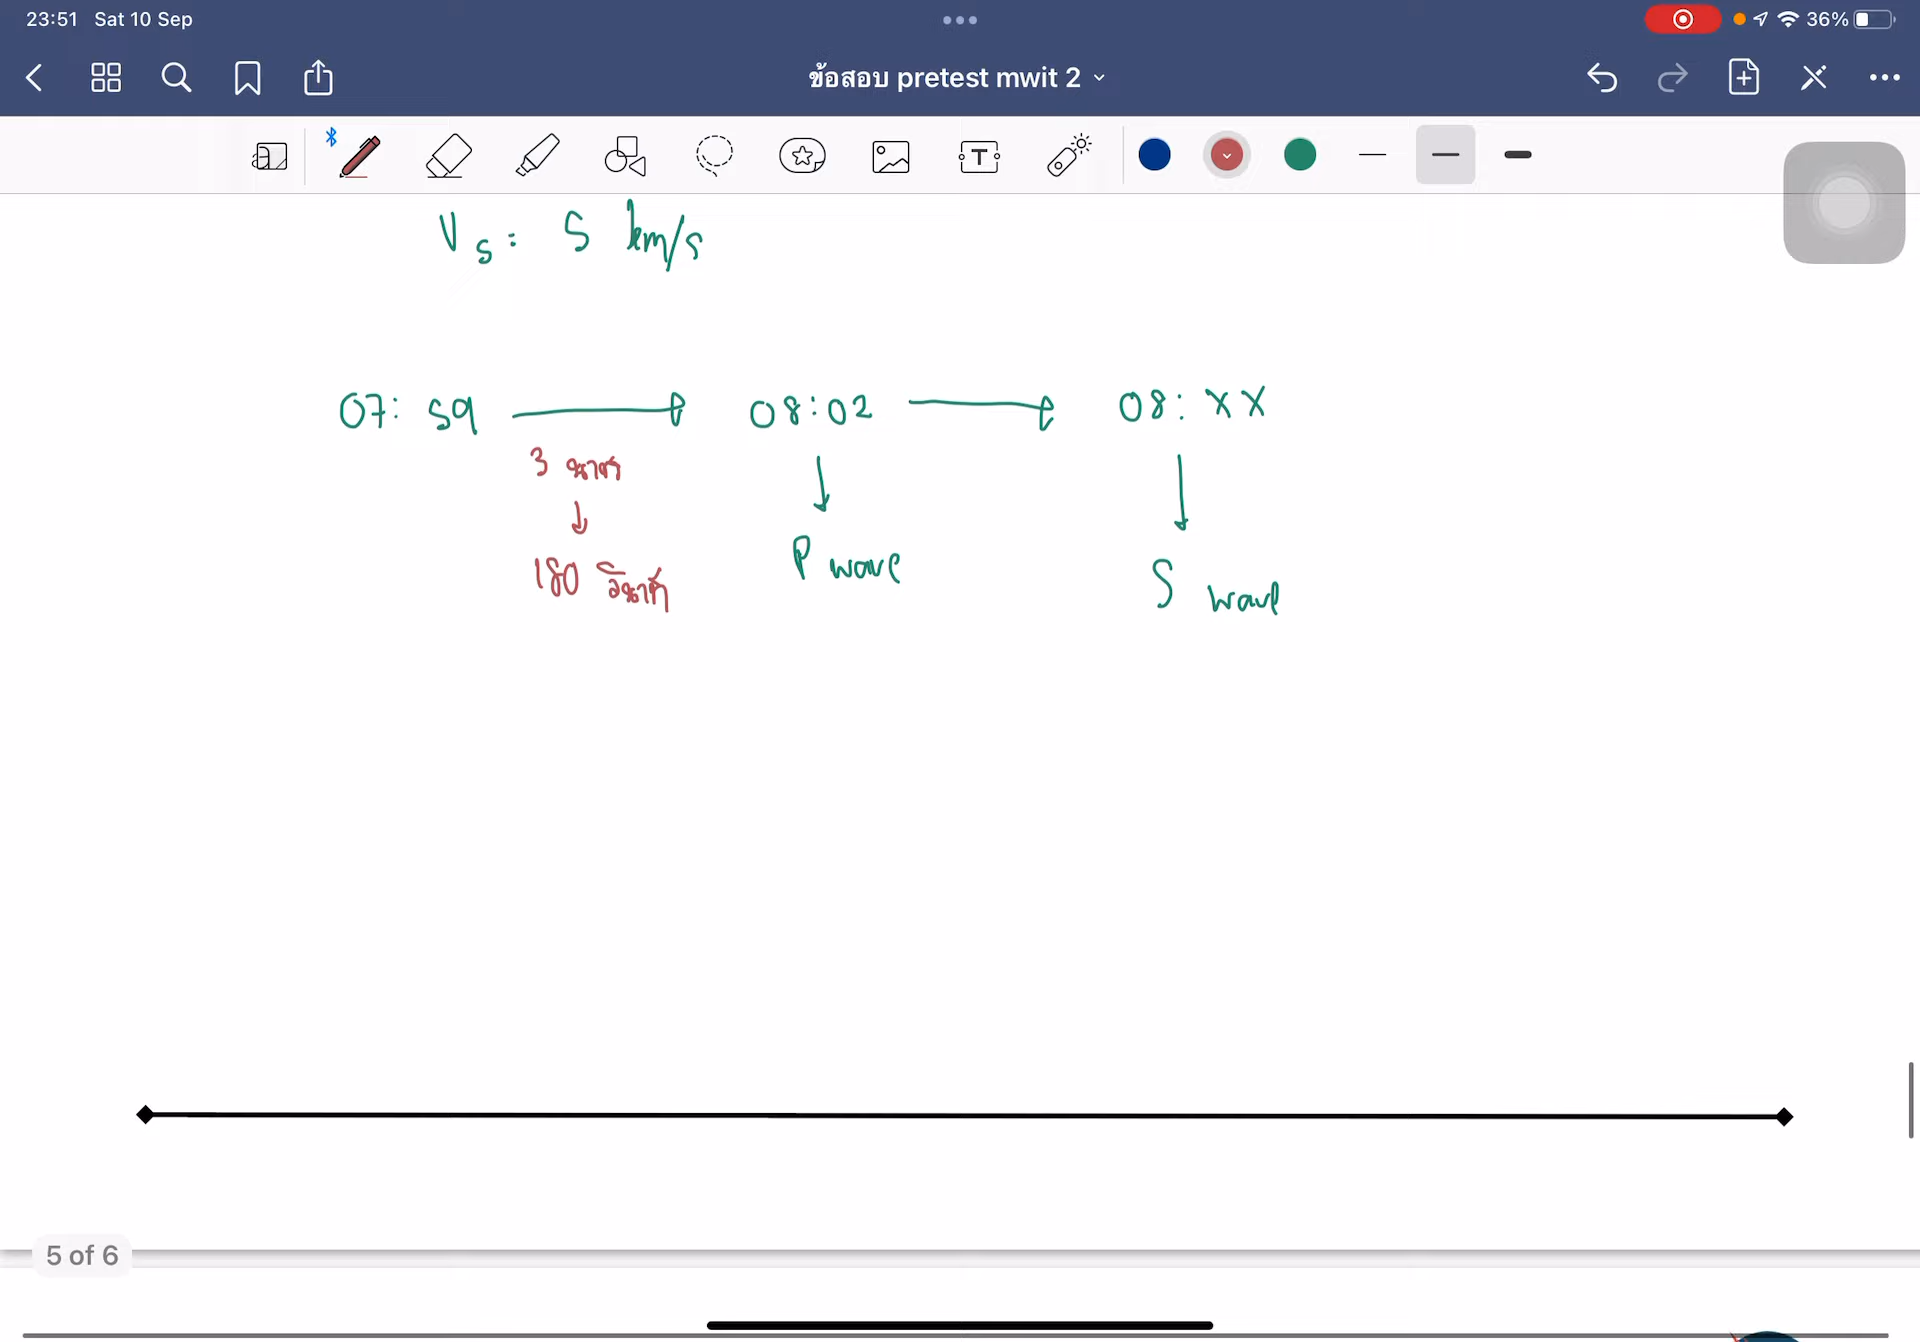 23:51 Sat 10 Sep 36%
ข้อสอบ pretest mwit 2
T
Vs = 5 km/s
07:59 08:02 08:XX
3 นาที
180 วินาที
P wave
S wave
5 of 6